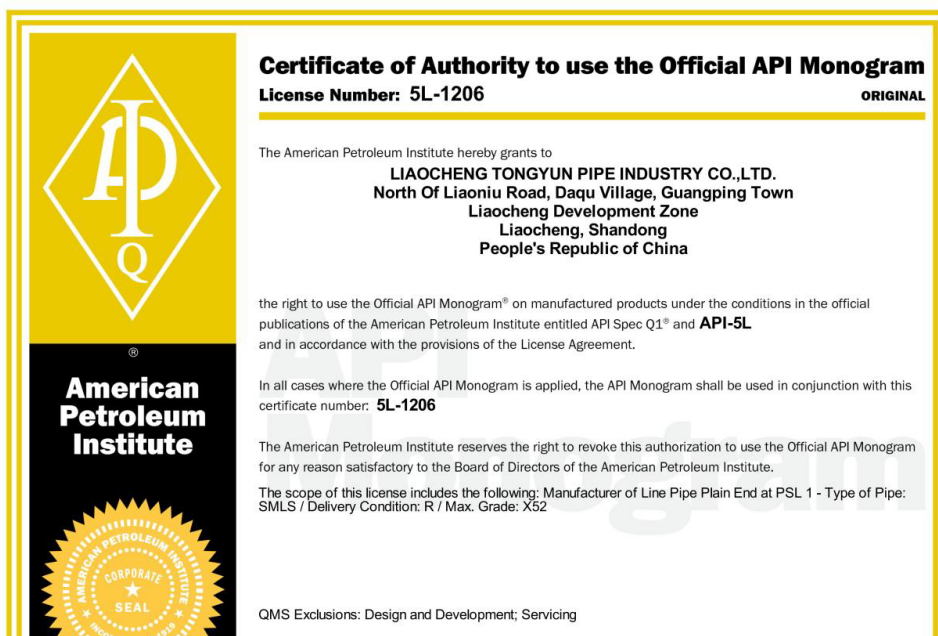 Certificate of Authority to use the Official API Monogram
License Number: 5L-1206
ORIGINAL
The American Petroleum Institute hereby grants to
LIAOCHENG TONGYUN PIPE INDUSTRY CO.,LTD.
North Of Liaoniu Road, Daqu Village, Guangping Town
Liaocheng Development Zone
Liaocheng, Shandong
People's Republic of China
the right to use the Official API Monogram® on manufactured products under the conditions in the official
publications of the American Petroleum Institute entitled API Spec Q1® and API-5L
and in accordance with the provisions of the License Agreement.
In all cases where the Official API Monogram is applied, the API Monogram shall be used in conjunction with this
certificate number: 5L-1206
The American Petroleum Institute reserves the right to revoke this authorization to use the Official API Monogram
for any reason satisfactory to the Board of Directors of the American Petroleum Institute.
The scope of this license includes the following: Manufacturer of Line Pipe Plain End at PSL 1 - Type of Pipe:
SMLS / Delivery Condition: R / Max. Grade: X52
QMS Exclusions: Design and Development; Servicing
API
Monogram
API
Q
®
American
Petroleum
Institute
AMERICAN PETROLEUM INSTITUTE
CORPORATE
SEAL